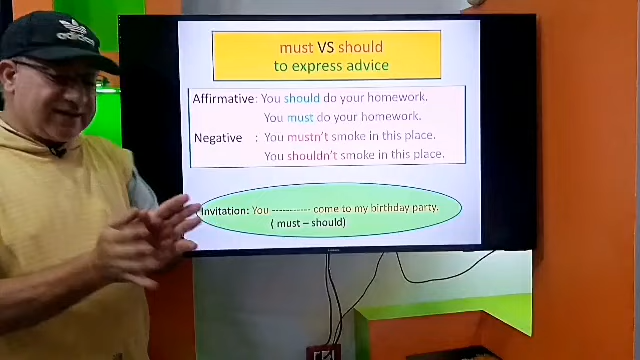 adidas
must VS should
to express advice
Affirmative: You should do your homework.
You must do your homework.
Negative : You mustn't smoke in this place.
You shouldn't smoke in this place.
Invitation: You ----------- come to my birthday party.
( must – should)